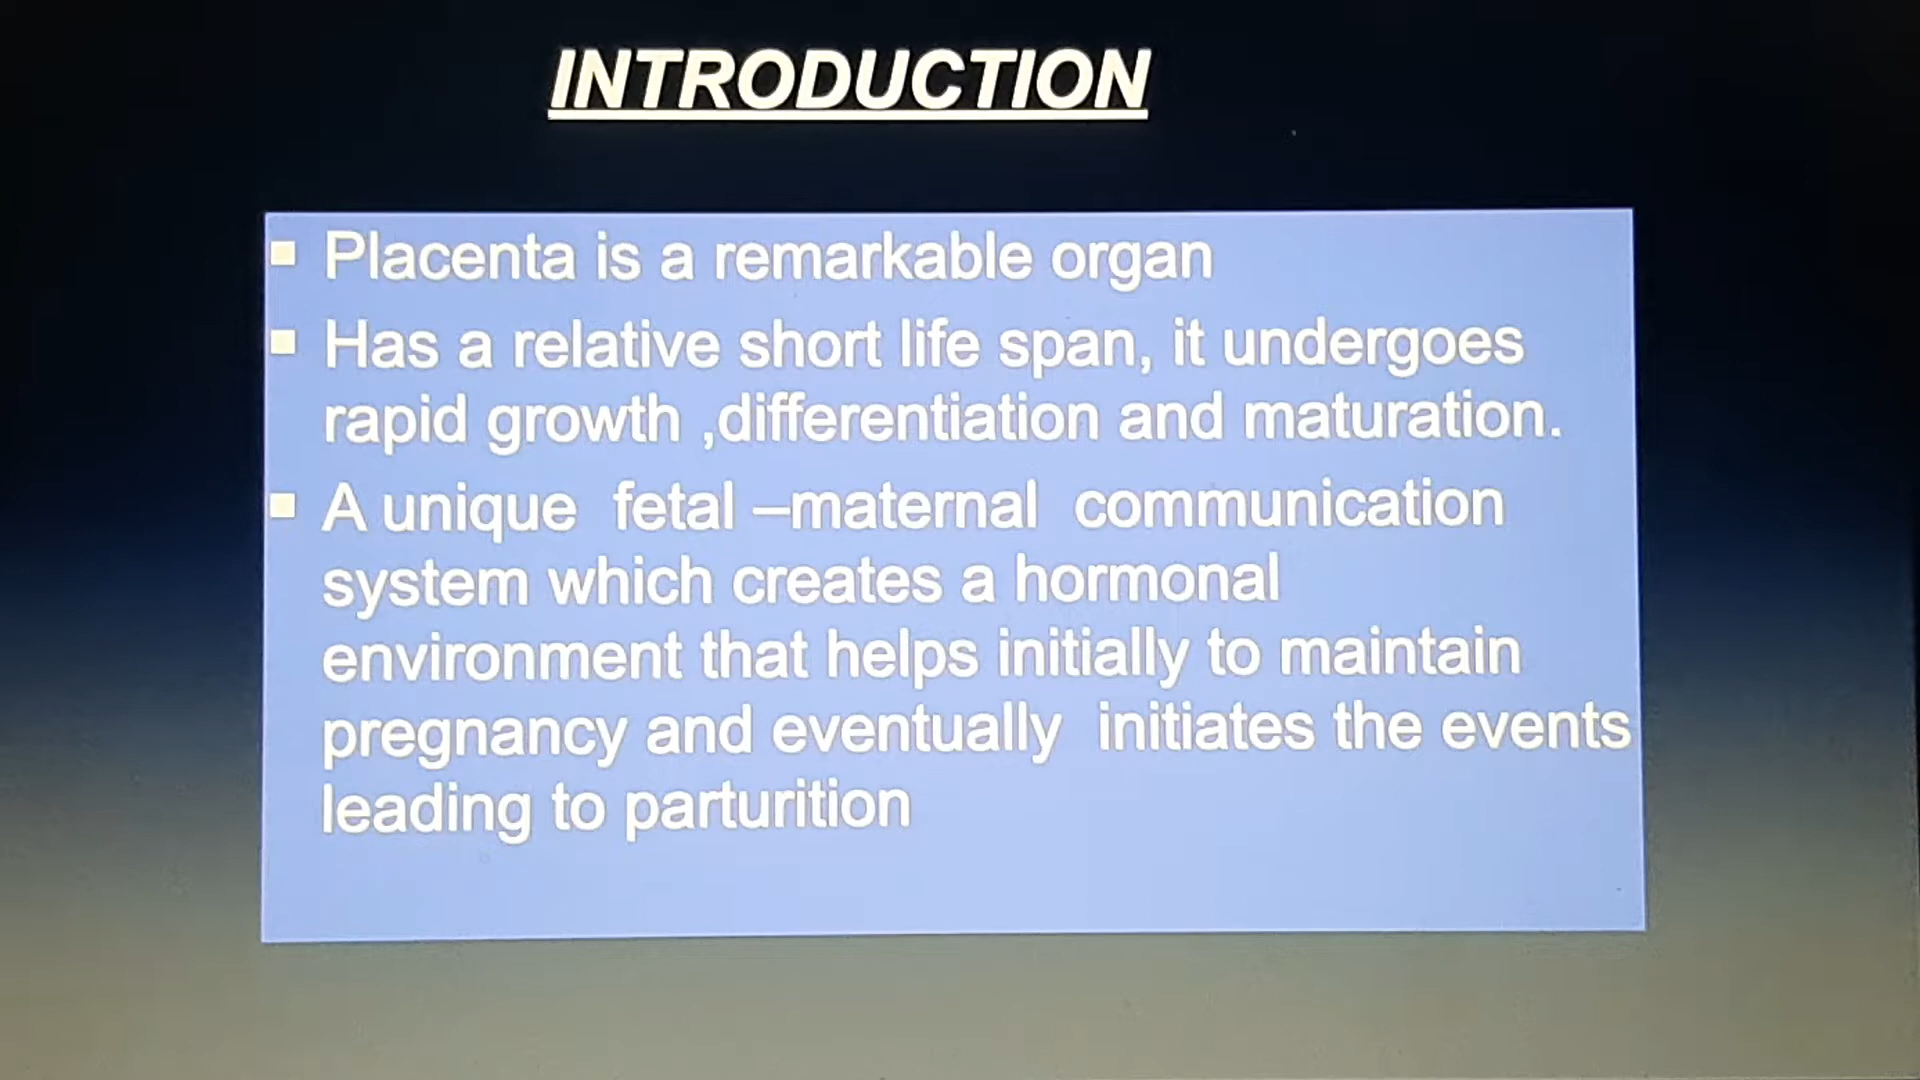 INTRODUCTION
▪ Placenta is a remarkable organ
▪ Has a relative short life span, it undergoes
rapid growth ,differentiation and maturation.
▪ A unique fetal –maternal communication
system which creates a hormonal
environment that helps initially to maintain
pregnancy and eventually initiates the events
leading to parturition